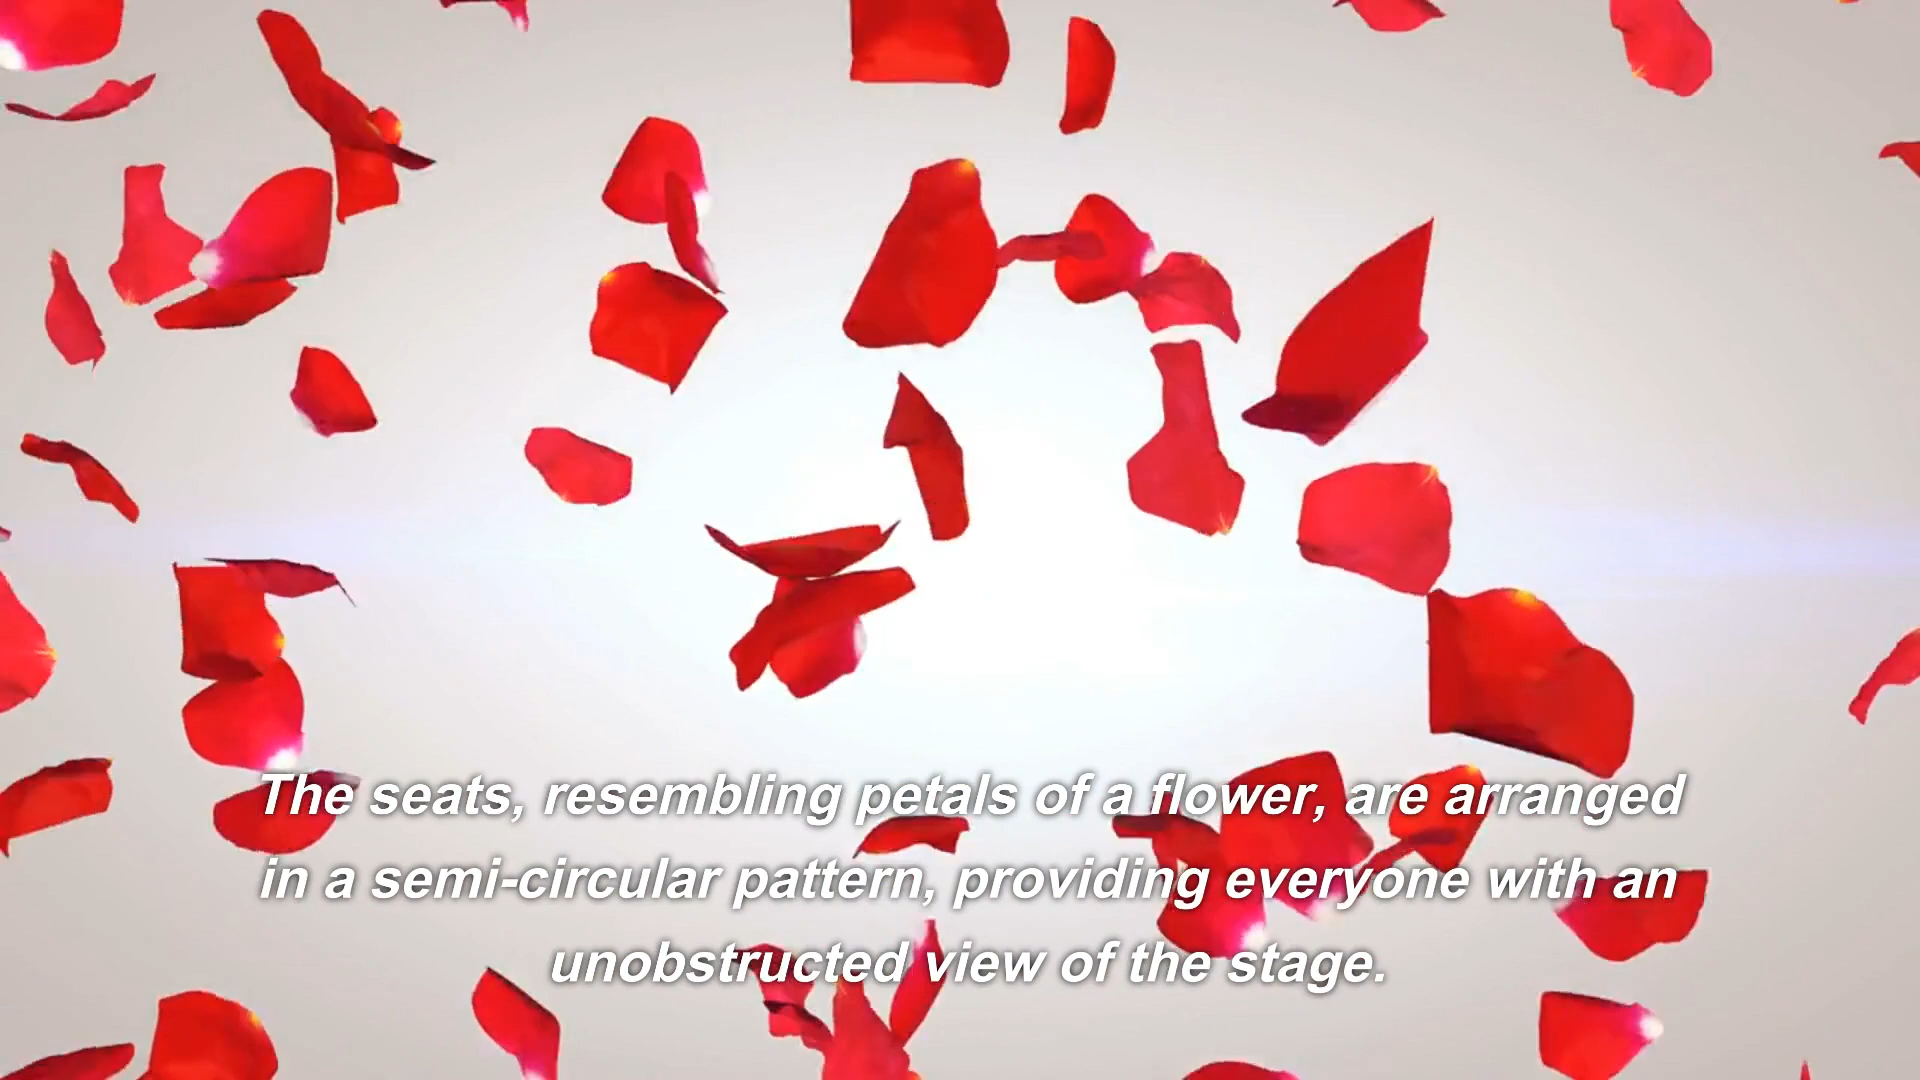 The seats, resembling petals of a flower, are arranged
in a semi-circular pattern, providing everyone with an
unobstructed view of the stage.